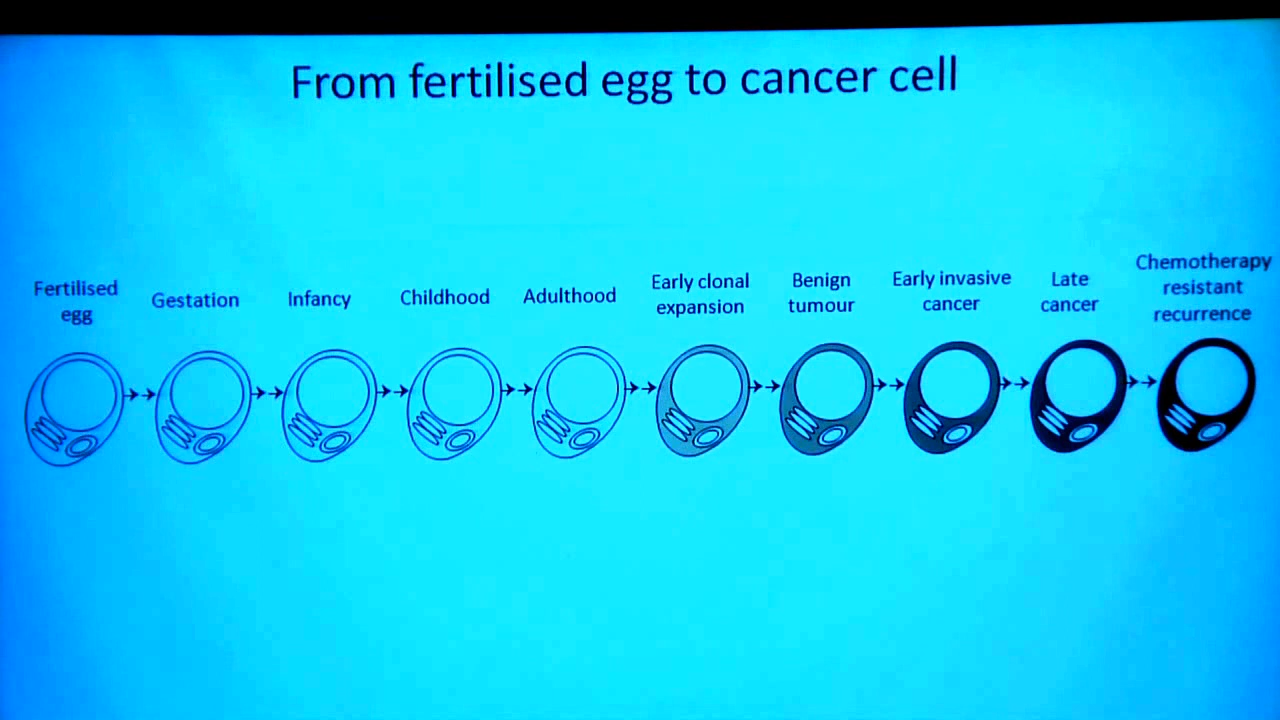 From fertilised egg to cancer cell
Fertilised
egg
Gestation
Infancy
Childhood
Adulthood
Early clonal
expansion
Benign
tumour
Early invasive
cancer
Late
cancer
Chemotherapy
resistant
recurrence